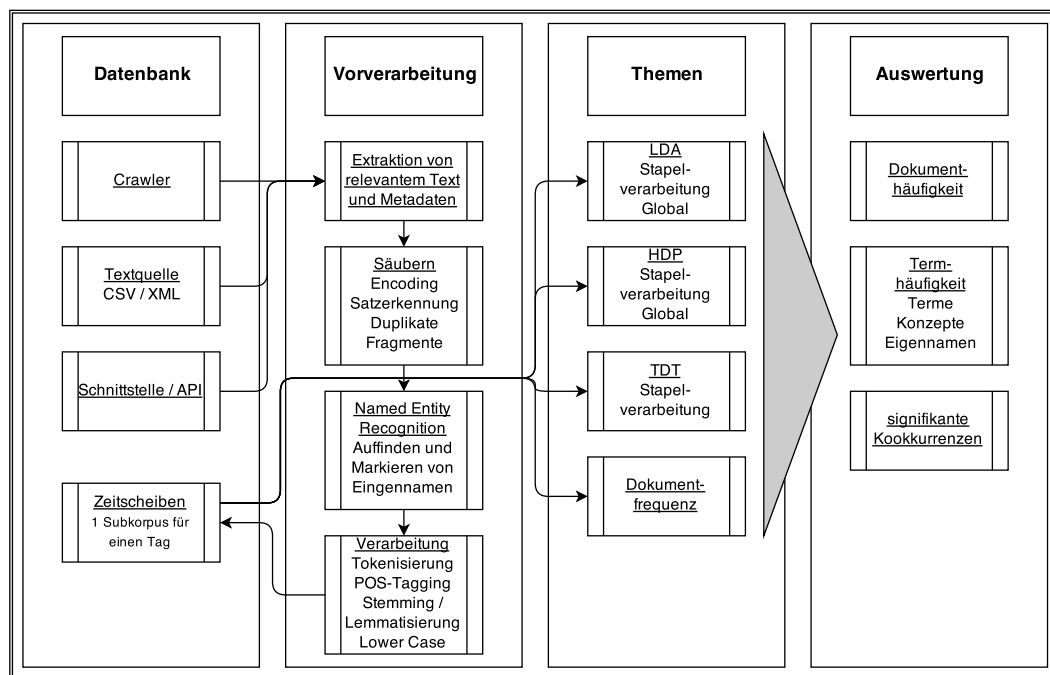 Datenbank
Crawler
Textquelle
CSV / XML
Schnittstelle / API
Zeitscheiben
1 Subkorpus für
einen Tag
Vorverarbeitung
Extraktion von
relevantem Text
und Metadaten
Säubern
Encoding
Satzerkennung
Duplikate
Fragmente
Named Entity
Recognition
Auffinden und
Markieren von
Eingennamen
Verarbeitung
Tokenisierung
POS-Tagging
Stemming /
Lemmatisierung
Lower Case
Themen
LDA
Stapel-
verarbeitung
Global
HDP
Stapel-
verarbeitung
Global
TDT
Stapel-
verarbeitung
Dokument-
frequenz
Auswertung
Dokument-
häufigkeit
Term-
häufigkeit
Terme
Konzepte
Eigennamen
signifikante
Kookkurrenzen